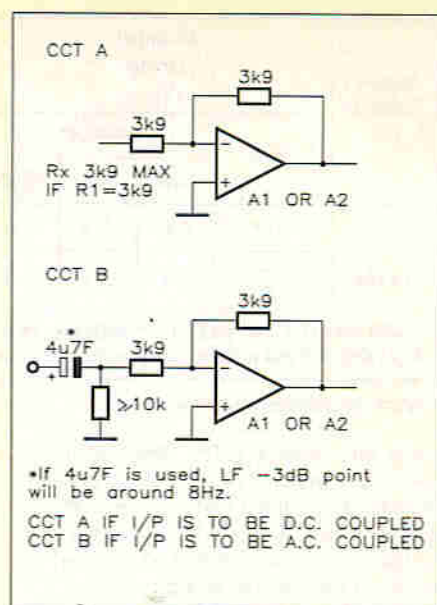 CCT A
3k9
3k9
Rx 3k9 MAX
IF R1=3k9
−
+
A1 OR A2
CCT B
3k9
*
4u7F
3k9
+
−
+
⩾10k
A1 OR A2
*If 4u7F is used, LF −3dB point
will be around 8Hz.
CCT A IF I/P IS TO BE D.C. COUPLED
CCT B IF I/P IS TO BE A.C. COUPLED